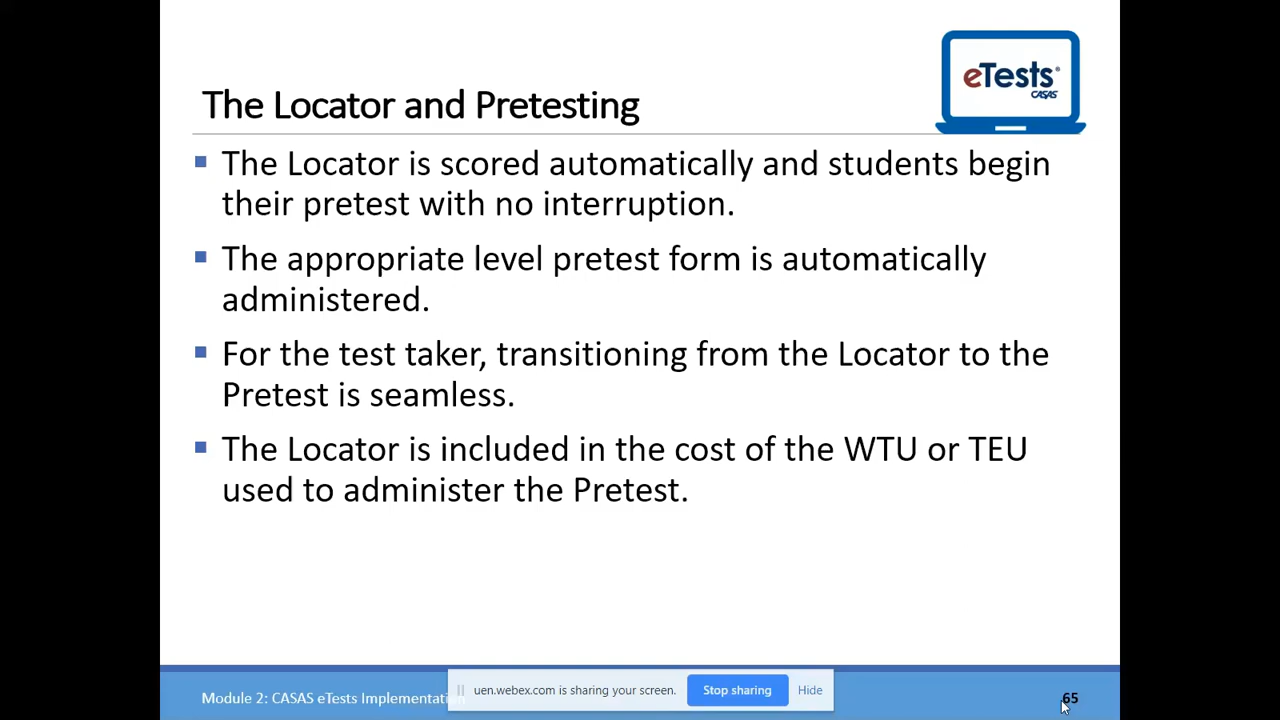 eTests®
CASAS
The Locator and Pretesting
The Locator is scored automatically and students begin
their pretest with no interruption.
The appropriate level pretest form is automatically
administered.
For the test taker, transitioning from the Locator to the
Pretest is seamless.
The Locator is included in the cost of the WTU or TEU
used to administer the Pretest.
Module 2: CASAS eTests Implementation
uen.webex.com is sharing your screen.
Stop sharing
Hide
65